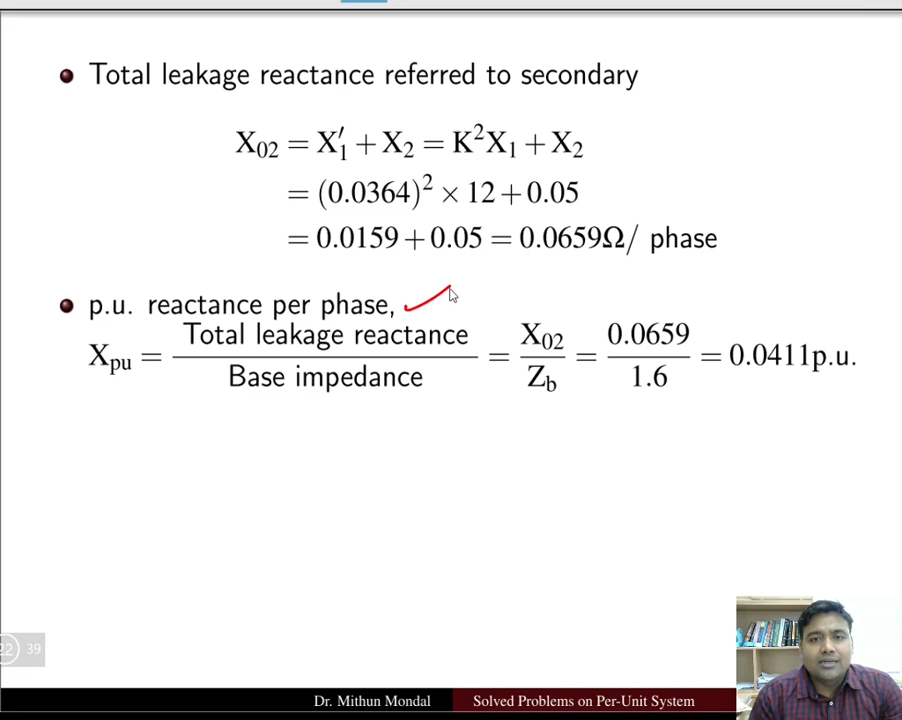 Total leakage reactance referred to secondary
X₀₂ = X₁′ + X₂ = K²X₁ + X₂
= (0.0364)² × 12 + 0.05
= 0.0159 + 0.05 = 0.0659Ω/ phase
p.u. reactance per phase,
X_pu = Total leakage reactance / Base impedance = X₀₂ / Z_b = 0.0659 / 1.6 = 0.0411p.u.
22 39
Dr. Mithun Mondal Solved Problems on Per-Unit System